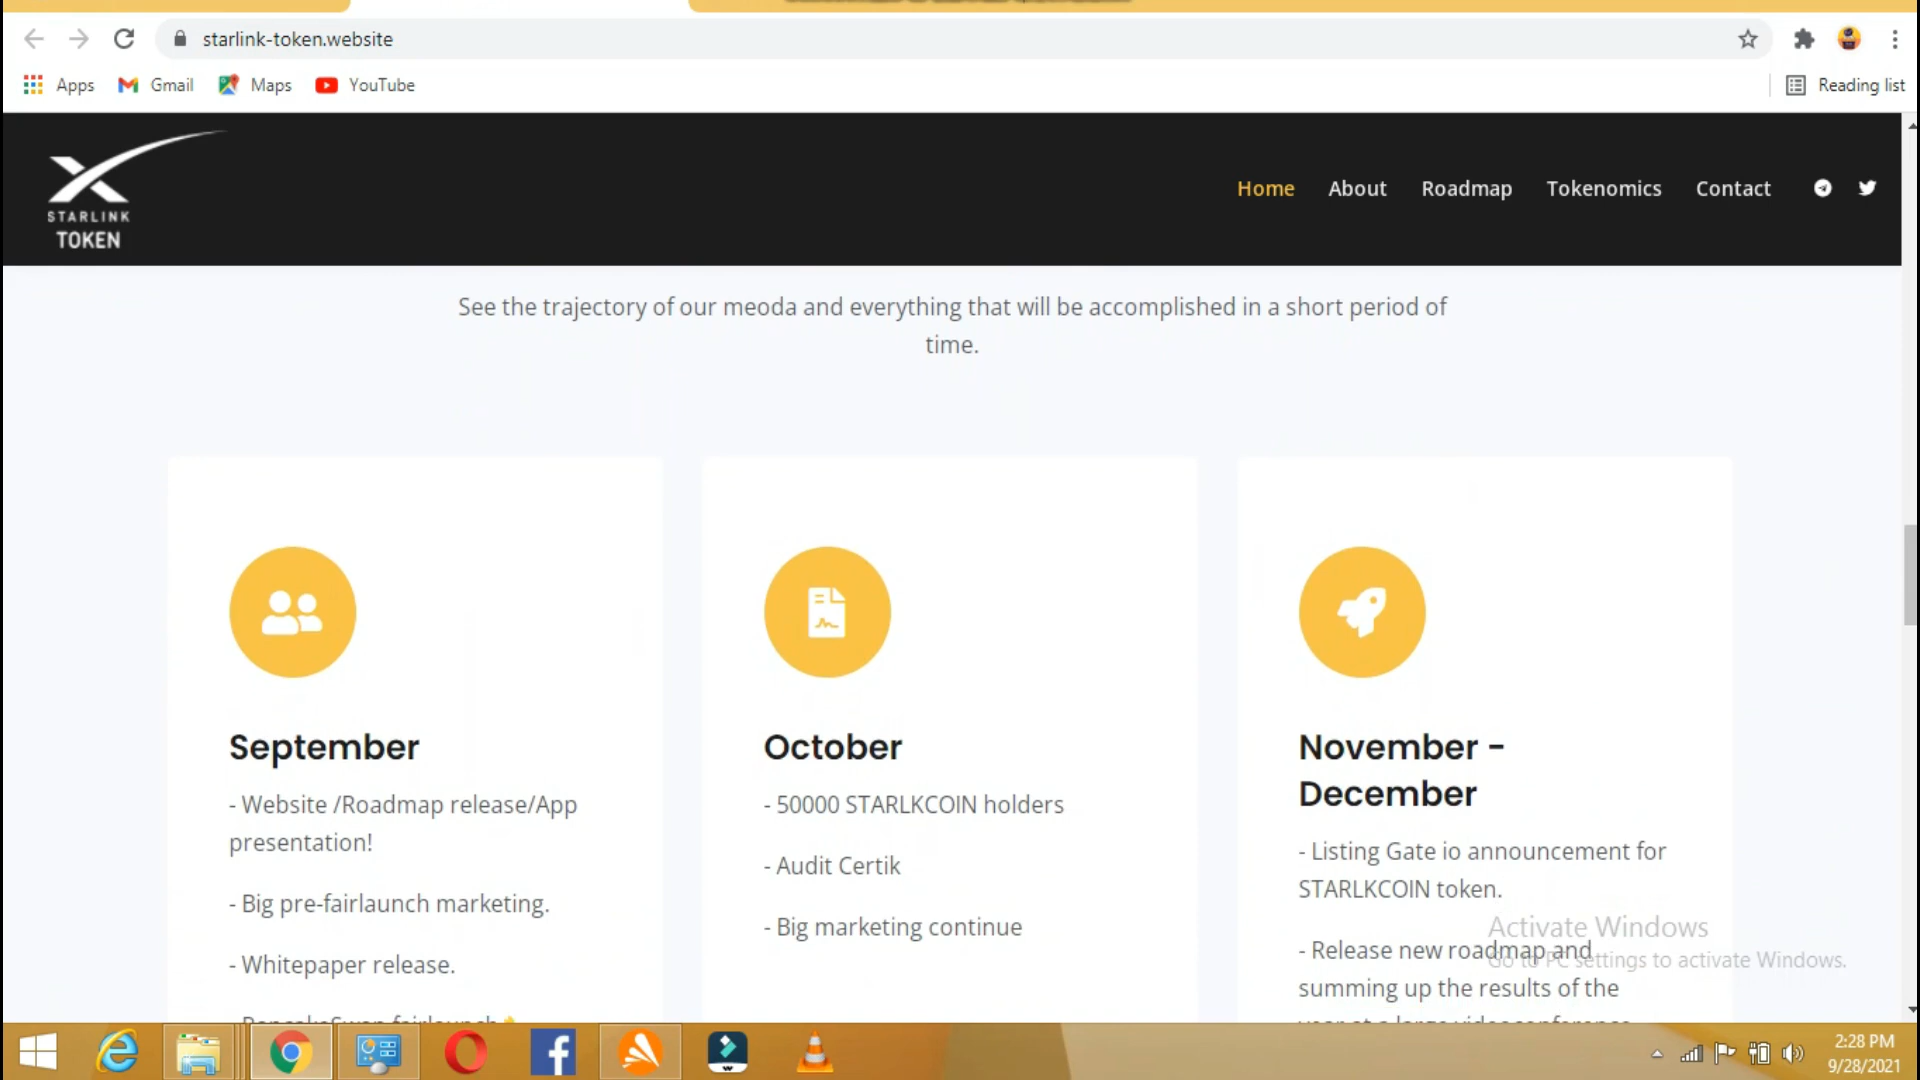 starlink-token.website
Apps Gmail Maps YouTube Reading list
STARLINK
TOKEN
Home About Roadmap Tokenomics Contact
See the trajectory of our meoda and everything that will be accomplished in a short period of
time.
September
- Website /Roadmap release/App
presentation!
- Big pre-fairlaunch marketing.
- Whitepaper release.
October
- 50000 STARLKCOIN holders
- Audit Certik
- Big marketing continue
November -
December
- Listing Gate io announcement for
STARLKCOIN token.
- Release new roadmap and
summing up the results of the
Activate Windows
Go to PC settings to activate Windows.
2:28 PM
9/28/2021